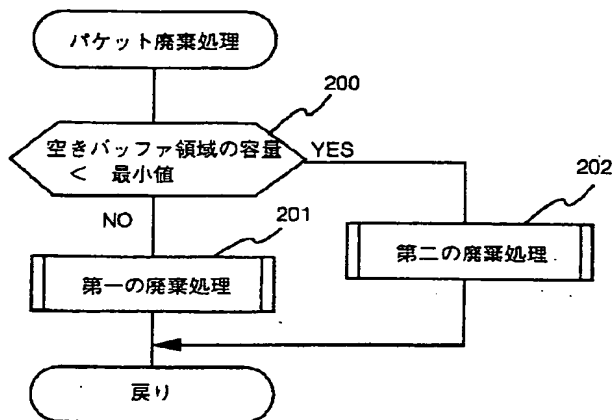 パケット廃棄処理
200
空きバッファ領域の容量
< 最小値
YES
NO
201
202
第一の廃棄処理
第二の廃棄処理
戻り